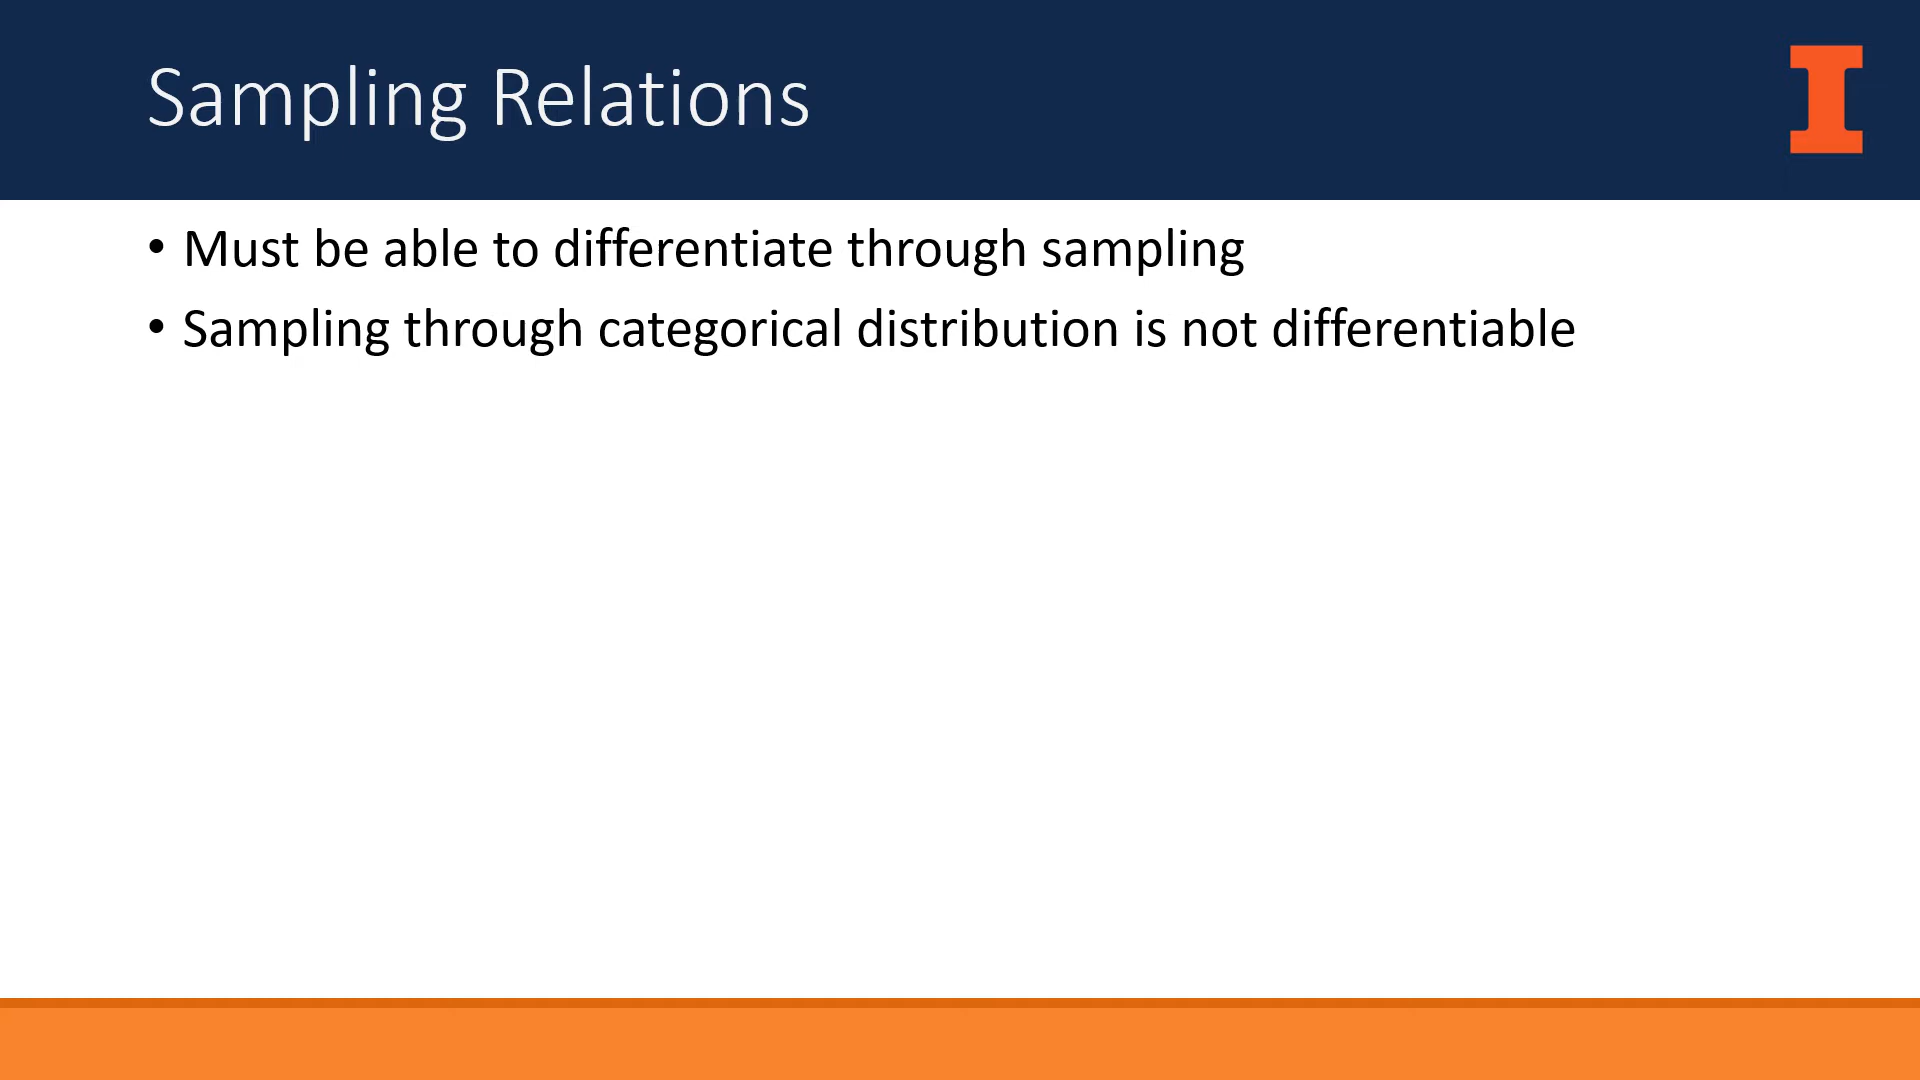 Sampling Relations
• Must be able to differentiate through sampling
• Sampling through categorical distribution is not differentiable